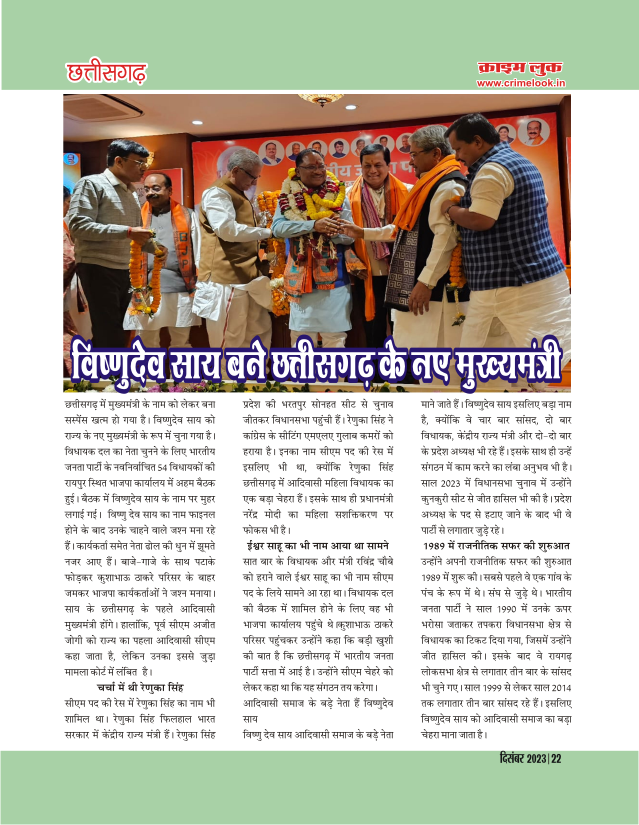 छत्तीसगढ़
क्राइम लुक
www.crimelook.in
विष्णुदेव साय बने छत्तीसगढ़ के नए मुख्यमंत्री
छत्तीसगढ़ में मुख्यमंत्री के नाम को लेकर बना
सस्पेंस खत्म हो गया है। विष्णुदेव साय को
राज्य के नए मुख्यमंत्री के रूप में चुना गया है।
विधायक दल का नेता चुनने के लिए भारतीय
जनता पार्टी के नवनिर्वाचित 54 विधायकों की
रायपुर स्थित भाजपा कार्यालय में अहम बैठक
हुई। बैठक में विष्णुदेव साय के नाम पर मुहर
लगाई गई। विष्णु देव साय का नाम फाइनल
होने के बाद उनके चाहने वाले जश्न मना रहे
हैं। कार्यकर्ता समेत नेता ढोल की धुन में झूमते
नजर आए हैं। बाजे-गाजे के साथ पटाके
फोड़कर कुशाभाऊ ठाकरे परिसर के बाहर
जमकर भाजपा कार्यकर्ताओं ने जश्न मनाया।
साय के छत्तीसगढ़ के पहले आदिवासी
मुख्यमंत्री होंगे। हालांकि, पूर्व सीएम अजीत
जोगी को राज्य का पहला आदिवासी सीएम
कहा जाता है, लेकिन उनका इससे जुड़ा
मामला कोर्ट में लंबित है।
चर्चा में थी रेणुका सिंह
सीएम पद की रेस में रेणुका सिंह का नाम भी
शामिल था। रेणुका सिंह फिलहाल भारत
सरकार में केंद्रीय राज्य मंत्री हैं। रेणुका सिंह
प्रदेश की भरतपुर सोनहत सीट से चुनाव
जीतकर विधानसभा पहुंची हैं। रेणुका सिंह ने
कांग्रेस के सीटिंग एमएलए गुलाब कमरों को
हराया है। इनका नाम सीएम पद की रेस में
इसलिए भी था, क्योंकि रेणुका सिंह
छत्तीसगढ़ में आदिवासी महिला विधायक का
एक बड़ा चेहरा हैं। इसके साथ ही प्रधानमंत्री
नरेंद्र मोदी का महिला सशक्तिकरण पर
फोकस भी है।
ईश्वर साहू का भी नाम आया था सामने
सात वार के विधायक और मंत्री रविंद्र चौबे
को हराने वाले ईश्वर साहू का भी नाम सीएम
पद के लिये सामने आ रहा था। विधायक दल
की बैठक में शामिल होने के लिए वह भी
भाजपा कार्यालय पहुंचे थे।कुशाभाऊ ठाकरे
परिसर पहुंचकर उन्होंने कहा कि बड़ी खुशी
की बात है कि छत्तीसगढ़ में भारतीय जनता
पार्टी सत्ता में आई है। उन्होंने सीएम चेहरे को
लेकर कहा था कि यह संगठन तय करेगा।
आदिवासी समाज के बड़े नेता हैं विष्णुदेव
साय
विष्णु देव साय आदिवासी समाज के बड़े नेता
माने जाते हैं। विष्णुदेव साय इसलिए बड़ा नाम
है, क्योंकि वे चार बार सांसद, दो बार
विधायक, केंद्रीय राज्य मंत्री और दो-दो बार
के प्रदेश अध्यक्ष भी रहे हैं। इसके साथ ही उन्हें
संगठन में काम करने का लंबा अनुभव भी है।
साल 2023 में विधानसभा चुनाव में उन्होंने
कुनकुरी सीट से जीत हासिल भी की है। प्रदेश
अध्यक्ष के पद से हटाए जाने के बाद भी वे
पार्टी से लगातार जुड़े रहे।
1989 में राजनीतिक सफर की शुरुआत
उन्होंने अपनी राजनीतिक सफर की शुरुआत
1989 में शुरू की। सबसे पहले वे एक गांव के
पंच के रूप में थे। संघ से जुड़े थे। भारतीय
जनता पार्टी ने साल 1990 में उनके ऊपर
भरोसा जताकर तपकरा विधानसभा क्षेत्र से
विधायक का टिकट दिया गया, जिसमें उन्होंने
जीत हासिल की। इसके बाद वे रायगढ़
लोकसभा क्षेत्र से लगातार तीन बार के सांसद
भी चुने गए। साल 1999 से लेकर साल 2014
तक लगातार तीन बार सांसद रहे हैं। इसलिए
विष्णुदेव साय को आदिवासी समाज का बड़ा
चेहरा माना जाता है।
दिसंबर 2023|22